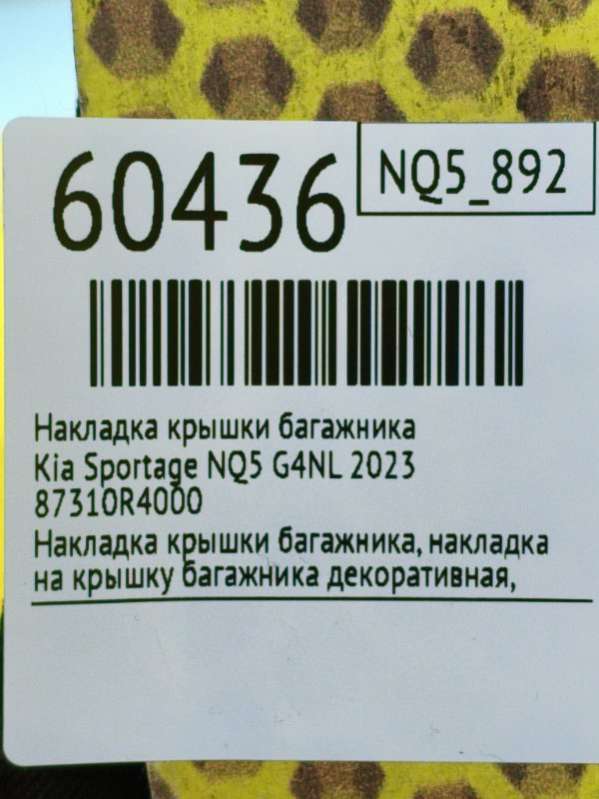 60436
NQ5_892
Накладка крышки багажника
Kia Sportage NQ5 G4NL 2023
87310R4000
Накладка крышки багажника, накладка
на крышку багажника декоративная,